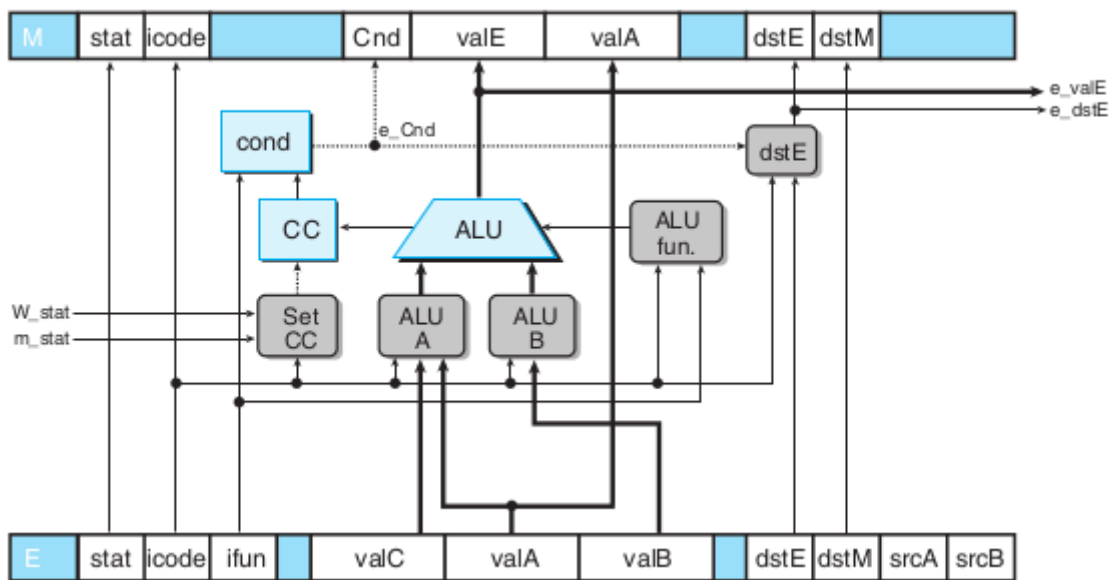 M stat icode Cnd valE valA dstE dstM
e_valE
e_dstE
e_Cnd
cond
dstE
CC
ALU
ALU
fun.
W_stat
m_stat
Set
CC
ALU
A
ALU
B
E stat icode ifun valC valA valB dstE dstM srcA srcB